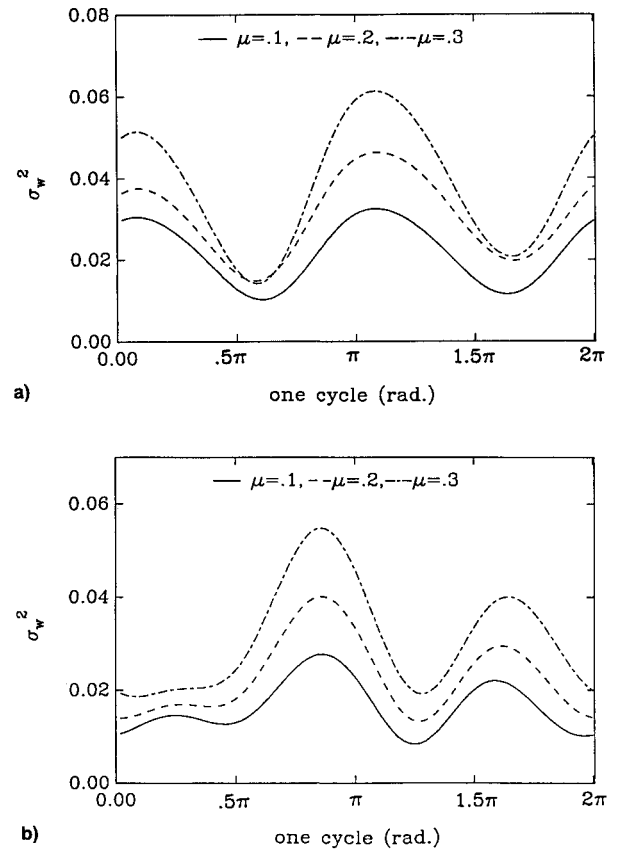 μ=.1, μ=.2, μ=.3
0.08
0.06
0.04
0.02
0.00
σw²
0.00 .5π π 1.5π 2π
a) one cycle (rad.)
μ=.1, μ=.2, μ=.3
0.06
0.04
0.02
0.00
σw²
0.00 .5π π 1.5π 2π
b) one cycle (rad.)